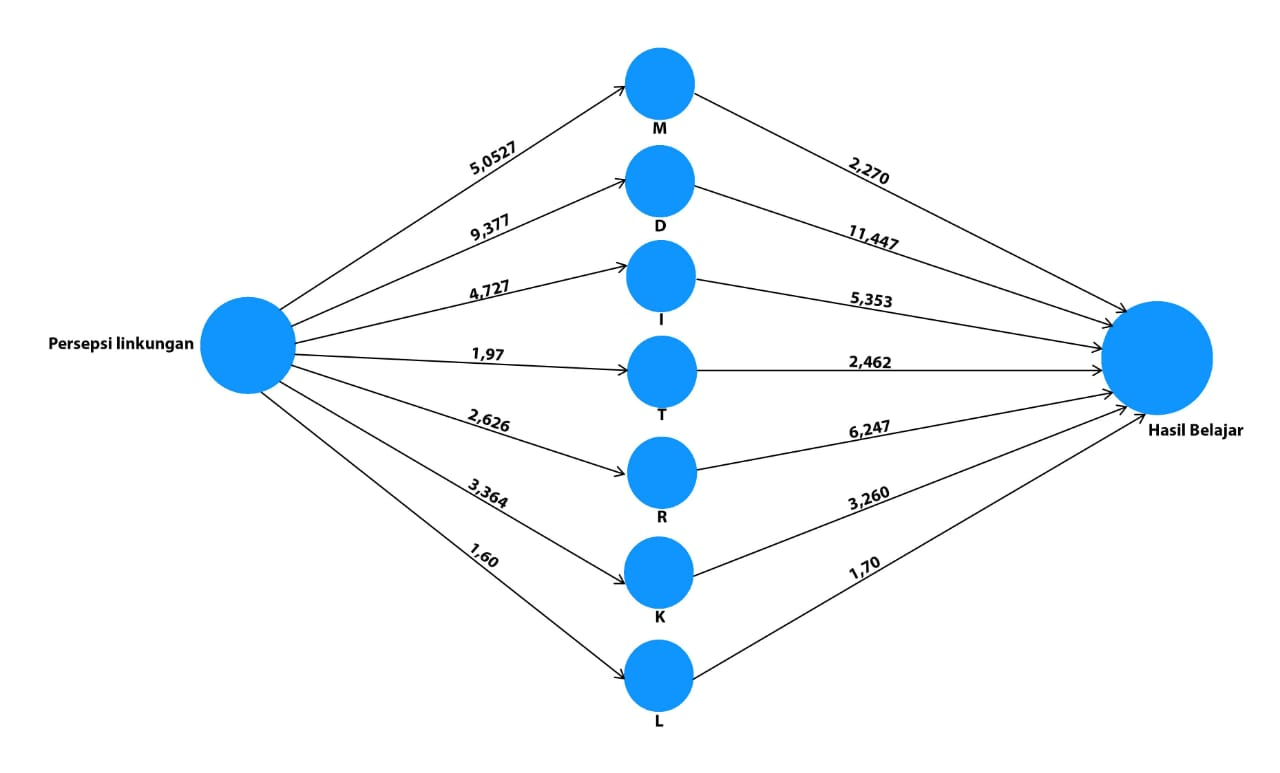 M
5,0527
2,270
D
9,377
11,447
I
4,727
5,353
Persepsi linkungan
1,97
2,462
T
Hasil Belajar
2,626
6,247
R
3,364
3,260
K
1,60
1,70
L